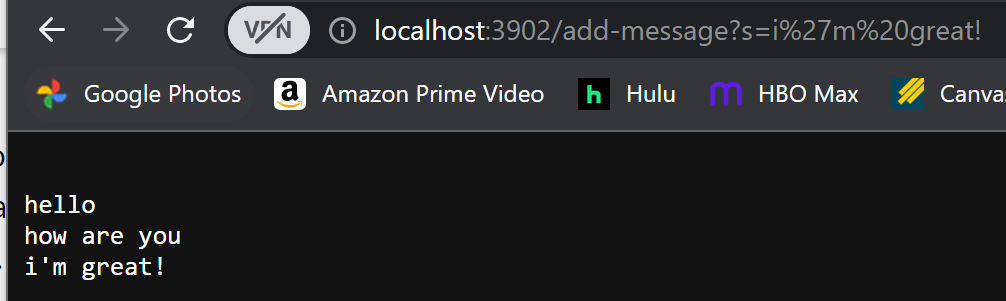 VPN
localhost:3902/add-message?s=i%27m%20great!
Google Photos
Amazon Prime Video
h
Hulu
HBO Max
Canvas
hello
how are you
i'm great!